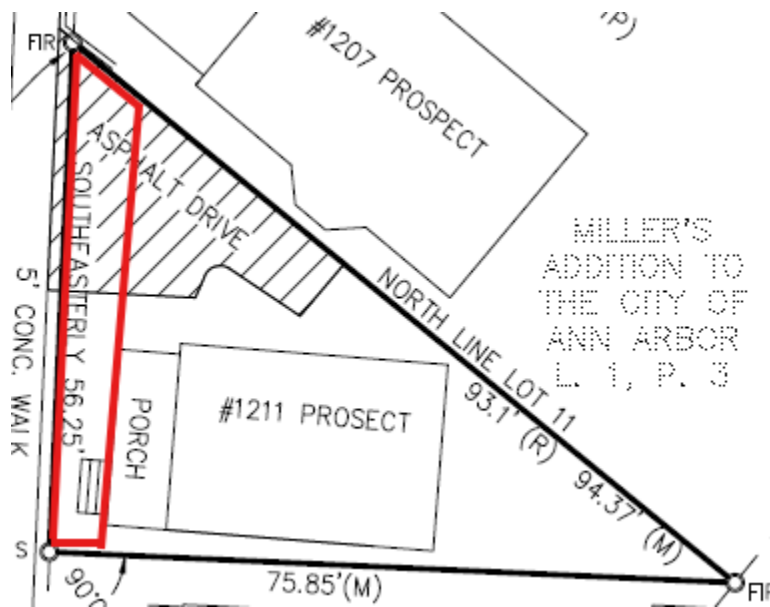 P)
FIR
#1207 PROSPECT
ASPHALT DRIVE
SOUTHEASTERLY 56.25'
5' CONC. WALK
NORTH LINE LOT 11
93.1' (R)
94.37' (M)
MILLER'S
ADDITION TO
THE CITY OF
ANN ARBOR
L. 1, P. 3
#1211 PROSECT
PORCH
S
90.0
75.85'(M)
FIR